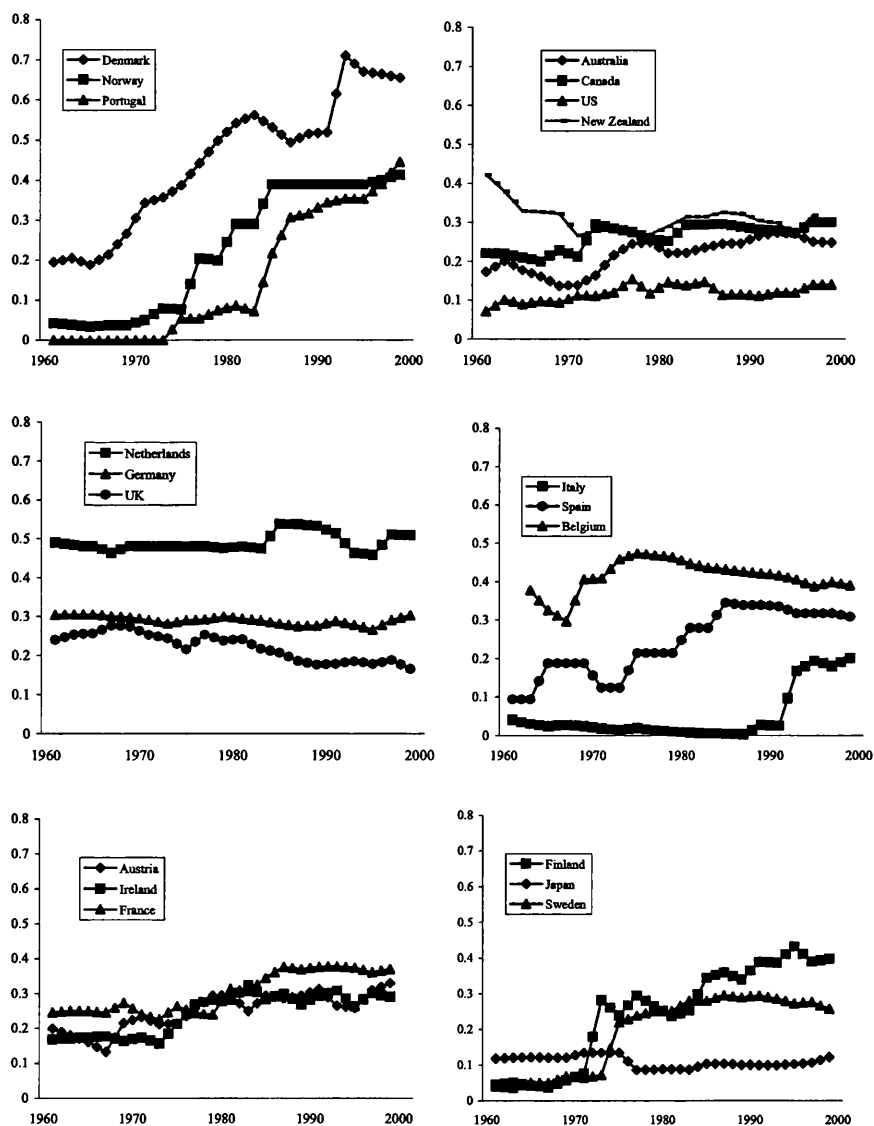 0.8
0.7
0.6
0.5
0.4
0.3
0.2
0.1
0
1960 1970 1980 1990 2000
Denmark
Norway
Portugal
0.8
0.7
0.6
0.5
0.4
0.3
0.2
0.1
0
1960 1970 1980 1990 2000
Australia
Canada
US
New Zealand
0.8
0.7
0.6
0.5
0.4
0.3
0.2
0.1
0
1960 1970 1980 1990 2000
Netherlands
Germany
UK
0.8
0.7
0.6
0.5
0.4
0.3
0.2
0.1
0
1960 1970 1980 1990 2000
Italy
Spain
Belgium
0.8
0.7
0.6
0.5
0.4
0.3
0.2
0.1
0
1960 1970 1980 1990 2000
Austria
Ireland
France
0.8
0.7
0.6
0.5
0.4
0.3
0.2
0.1
0
1960 1970 1980 1990 2000
Finland
Japan
Sweden